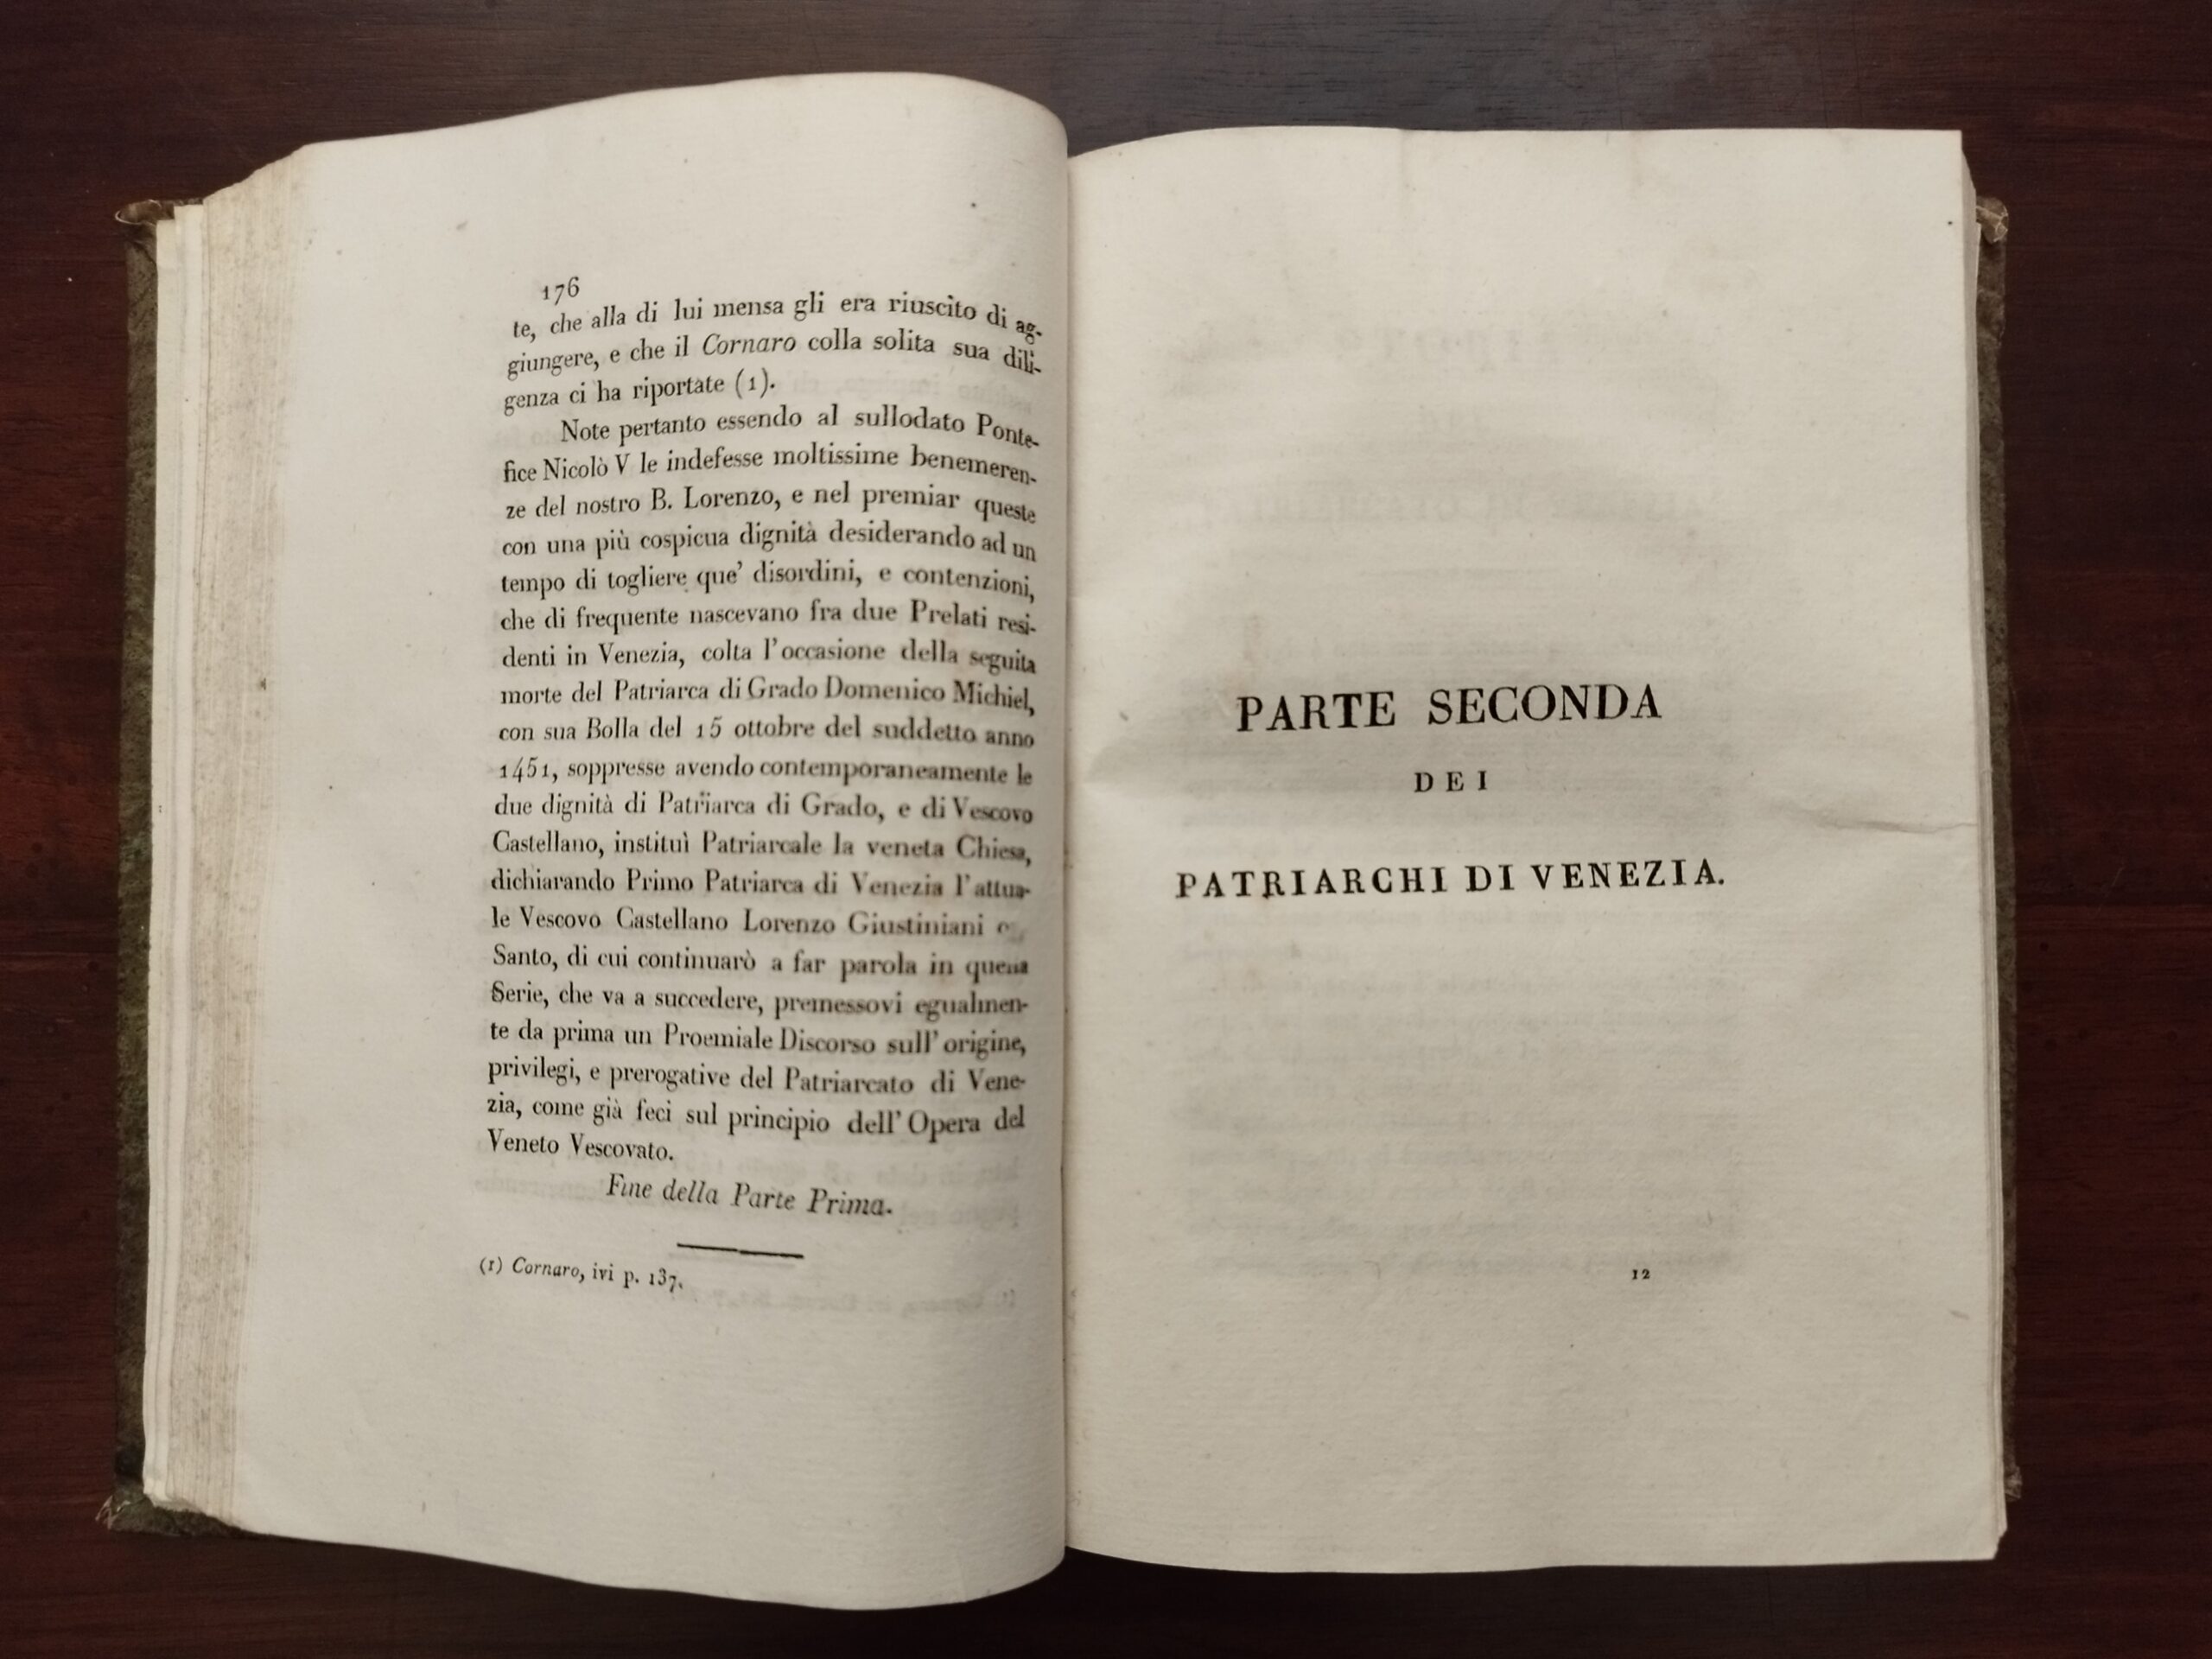 176
te, che alla di lui mensa gli era riuscito di ag-
giungere, e che il Cornaro colla solita sua dili-
genza ci ha riportate (1).
Note pertanto essendo al sullodato Ponte-
fice Nicolò V le indefesse moltissime benemeren-
ze del nostro B. Lorenzo, e nel premiar queste
con una più cospicua dignità desiderando ad un
tempo di togliere que' disordini, e contenzioni,
che di frequente nascevano fra due Prelati resi-
denti in Venezia, colta l'occasione della seguita
morte del Patriarca di Grado Domenico Michiel,
con sua Bolla del 15 ottobre del suddetto anno
1451, soppresse avendo contemporaneamente le
due dignità di Patriarca di Grado, e di Vescovo
Castellano, instituì Patriarcale la veneta Chiesa,
dichiarando Primo Patriarca di Venezia l'attua-
le Vescovo Castellano Lorenzo Giustiniani
Santo, di cui continuarò a far parola in quella
Serie, che va a succedere, premessovi egualmen-
te da prima un Proemiale Discorso sull'origine,
privilegi, e prerogative del Patriarcato di Vene-
zia, come già feci sul principio dell'Opera del
Veneto Vescovato.
Fine della Parte Prima.
(1) Cornaro, ivi p. 137.
PARTE SECONDA
DEI
PATRIARCHI DI VENEZIA.
12